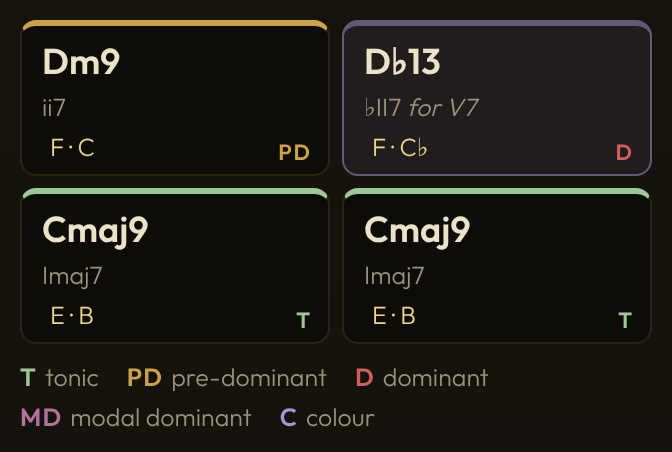 Dm9 D♭13
ii7 ♭II7 for V7
F·C PD F·C♭ D
Cmaj9 Cmaj9
Imaj7 Imaj7
E·B T E·B T
T tonic PD pre-dominant D dominant
MD modal dominant C colour